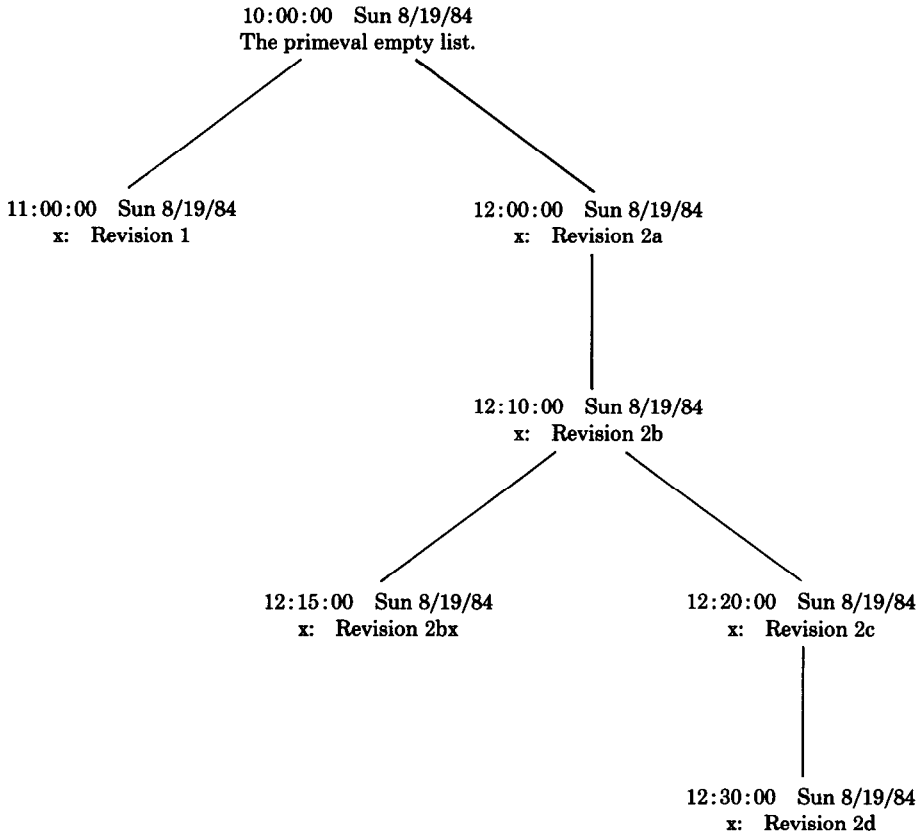 10:00:00 Sun 8/19/84
The primeval empty list.
11:00:00 Sun 8/19/84
x: Revision 1
12:00:00 Sun 8/19/84
x: Revision 2a
12:10:00 Sun 8/19/84
x: Revision 2b
12:15:00 Sun 8/19/84
x: Revision 2bx
12:20:00 Sun 8/19/84
x: Revision 2c
12:30:00 Sun 8/19/84
x: Revision 2d